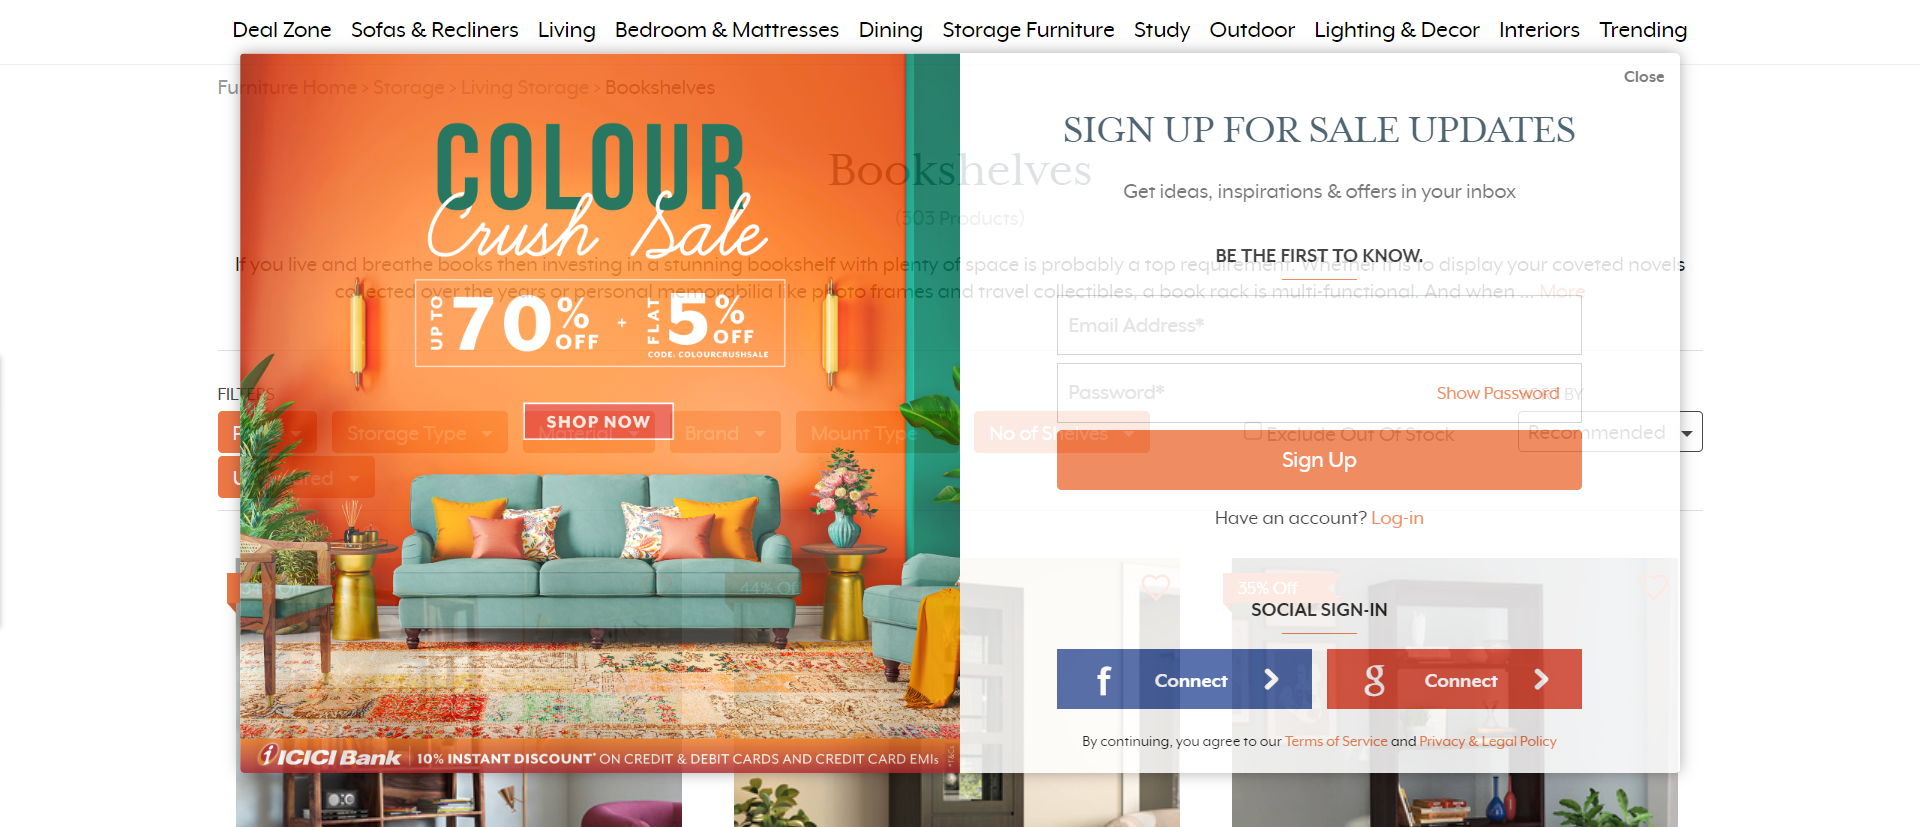 Deal Zone Sofas & Recliners Living Bedroom & Mattresses Dining Storage Furniture Study Outdoor Lighting & Decor Interiors Trending
Furniture Home > Storage > Living Storage > Bookshelves
Close
COLOUR
Crush Sale
UP TO 70% OFF + FLAT 5% OFF
CODE: COLOURCRUSHSALE
SHOP NOW
ICICI Bank 10% INSTANT DISCOUNT* ON CREDIT & DEBIT CARDS AND CREDIT CARD EMIs *T&Cs
SIGN UP FOR SALE UPDATES
Get ideas, inspirations & offers in your inbox
BE THE FIRST TO KNOW.
Email Address*
Password* Show Password
Sign Up
Have an account? Log-in
SOCIAL SIGN-IN
f Connect
g Connect
By continuing, you agree to our Terms of Service and Privacy & Legal Policy
Bookshelves
(303 Products)
If you live and breathe books then investing in a stunning bookshelf with plenty of space is probably a top requirement. Whether it is to display your coveted novels
collected over the years or personal memorabilia like photo frames and travel collectibles, a book rack is multi-functional. And when ... More
FILTERS
SORT BY
Storage Type Material Brand Mount Type No of Shelves Exclude Out Of Stock Recommended
44% Off
35% Off